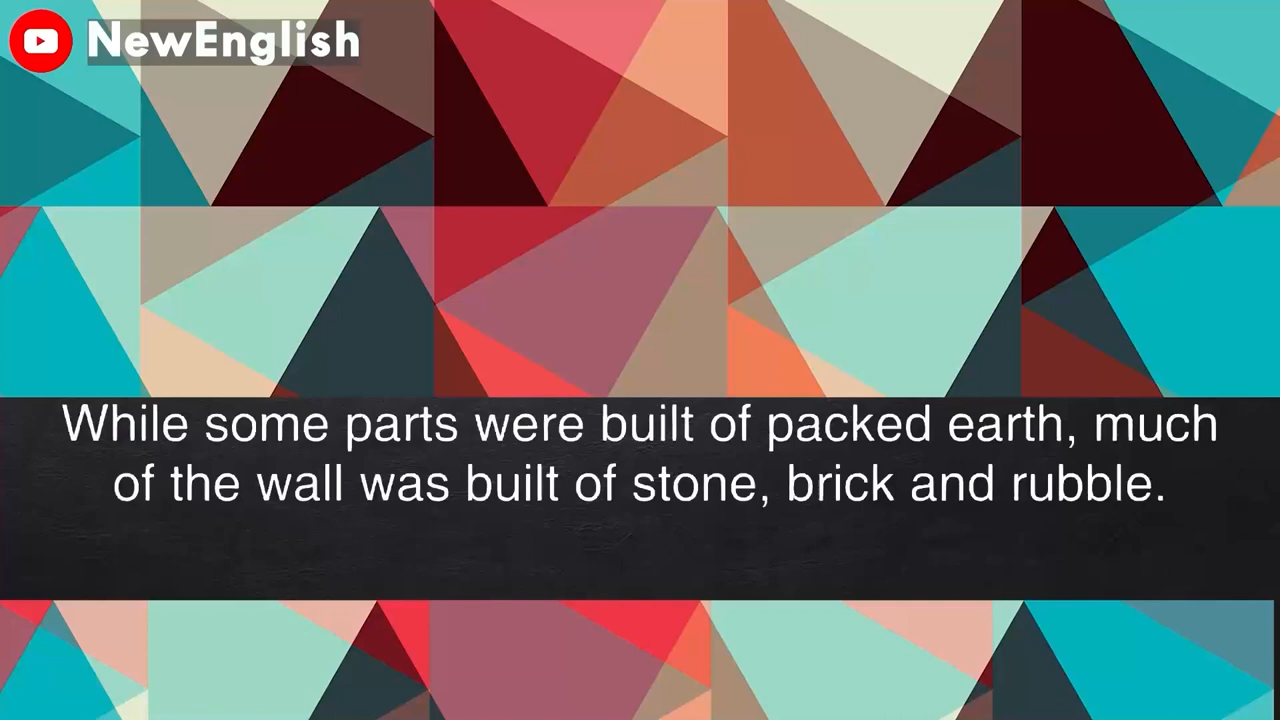 NewEnglish
While some parts were built of packed earth, much
of the wall was built of stone, brick and rubble.